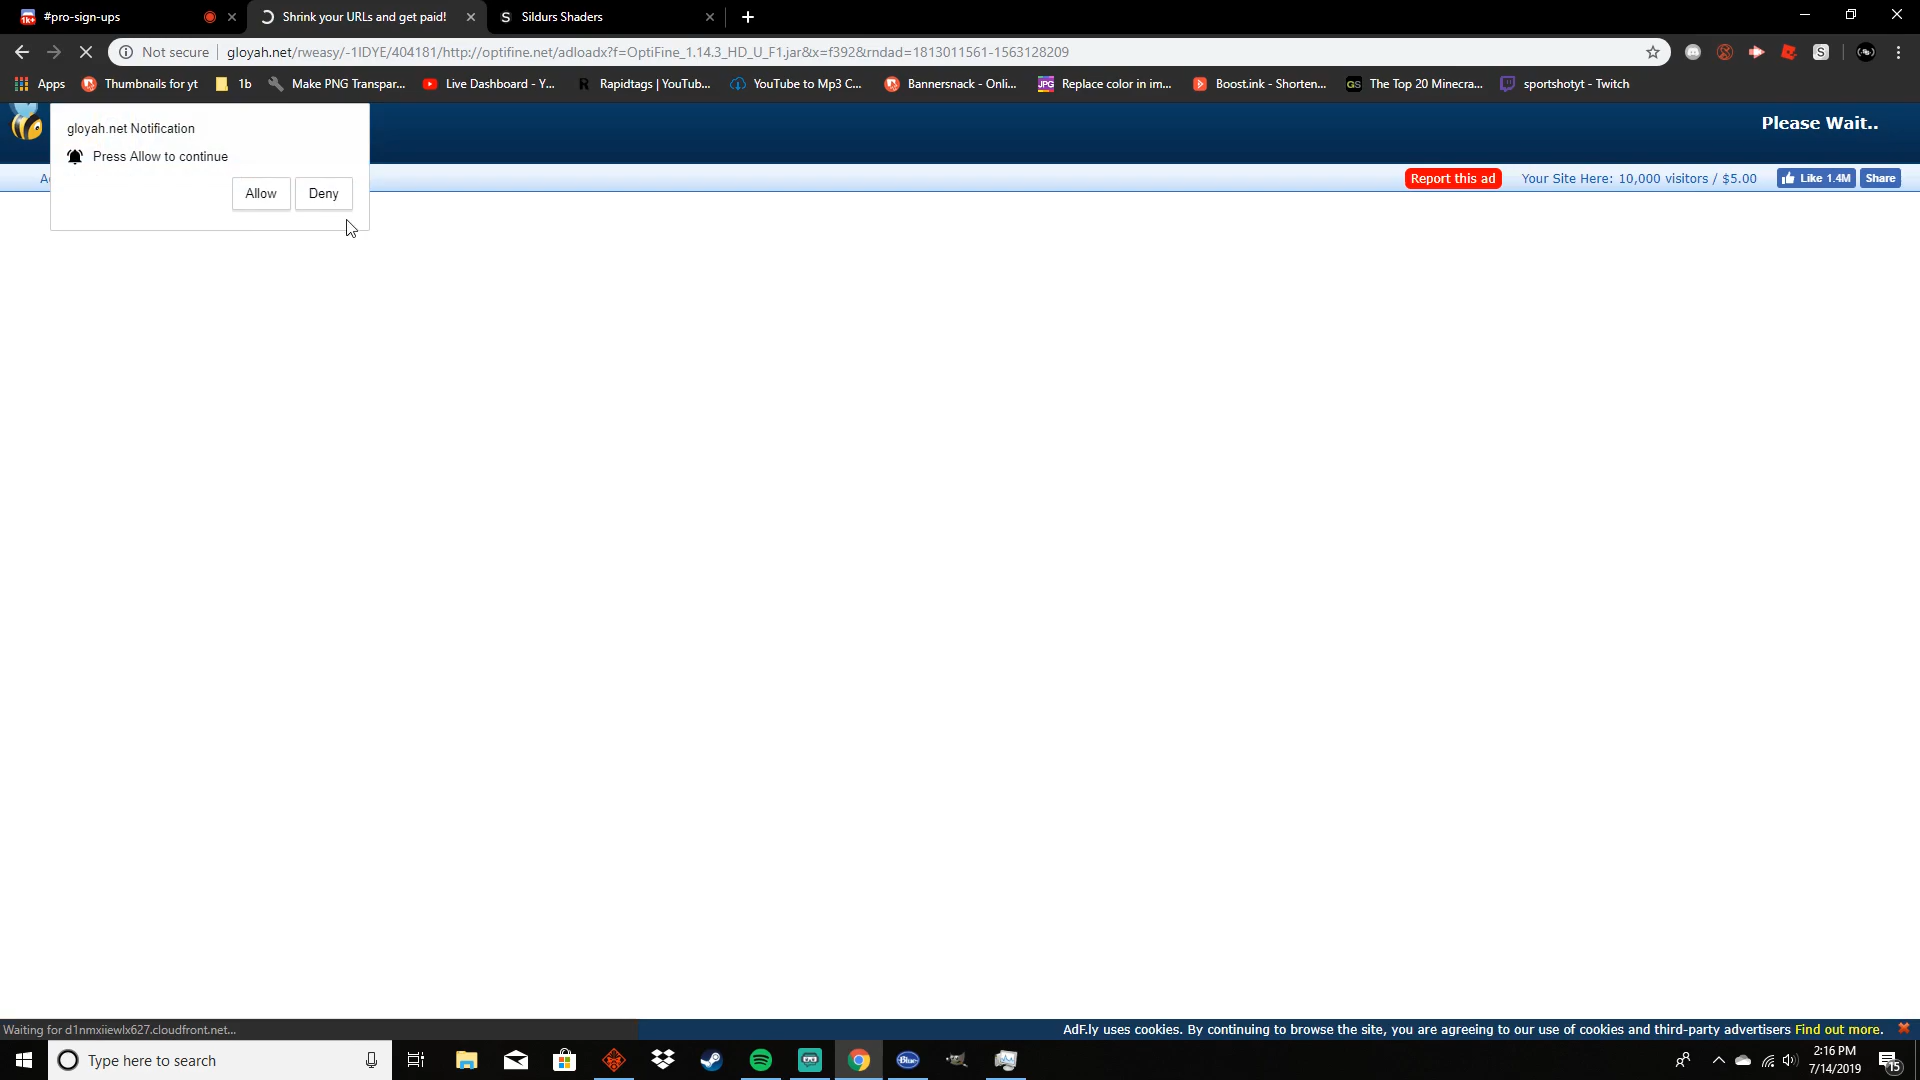 1k+ #pro-sign-ups
Shrink your URLs and get paid!
S Sildurs Shaders
Not secure
gloyah.net/rweasy/-1IDYE/404181/http://optifine.net/adloadx?f=OptiFine_1.14.3_HD_U_F1.jar&x=f392&rndad=1813011561-1563128209
S
Apps
Thumbnails for yt
1b
Make PNG Transpar...
Live Dashboard - Y...
R Rapidtags | YouTub...
YouTube to Mp3 C...
Bannersnack - Onli...
JPG Replace color in im...
Boost.ink - Shorten...
GS The Top 20 Minecra...
sportshotyt - Twitch
gloyah.net Notification
Press Allow to continue
Allow
Deny
Please Wait..
Report this ad
Your Site Here: 10,000 visitors / $5.00
Like 1.4M
Share
Waiting for d1nmxiiewlx627.cloudfront.net...
AdF.ly uses cookies. By continuing to browse the site, you are agreeing to our use of cookies and third-party advertisers Find out more.
Type here to search
Blue
2:16 PM
7/14/2019
15